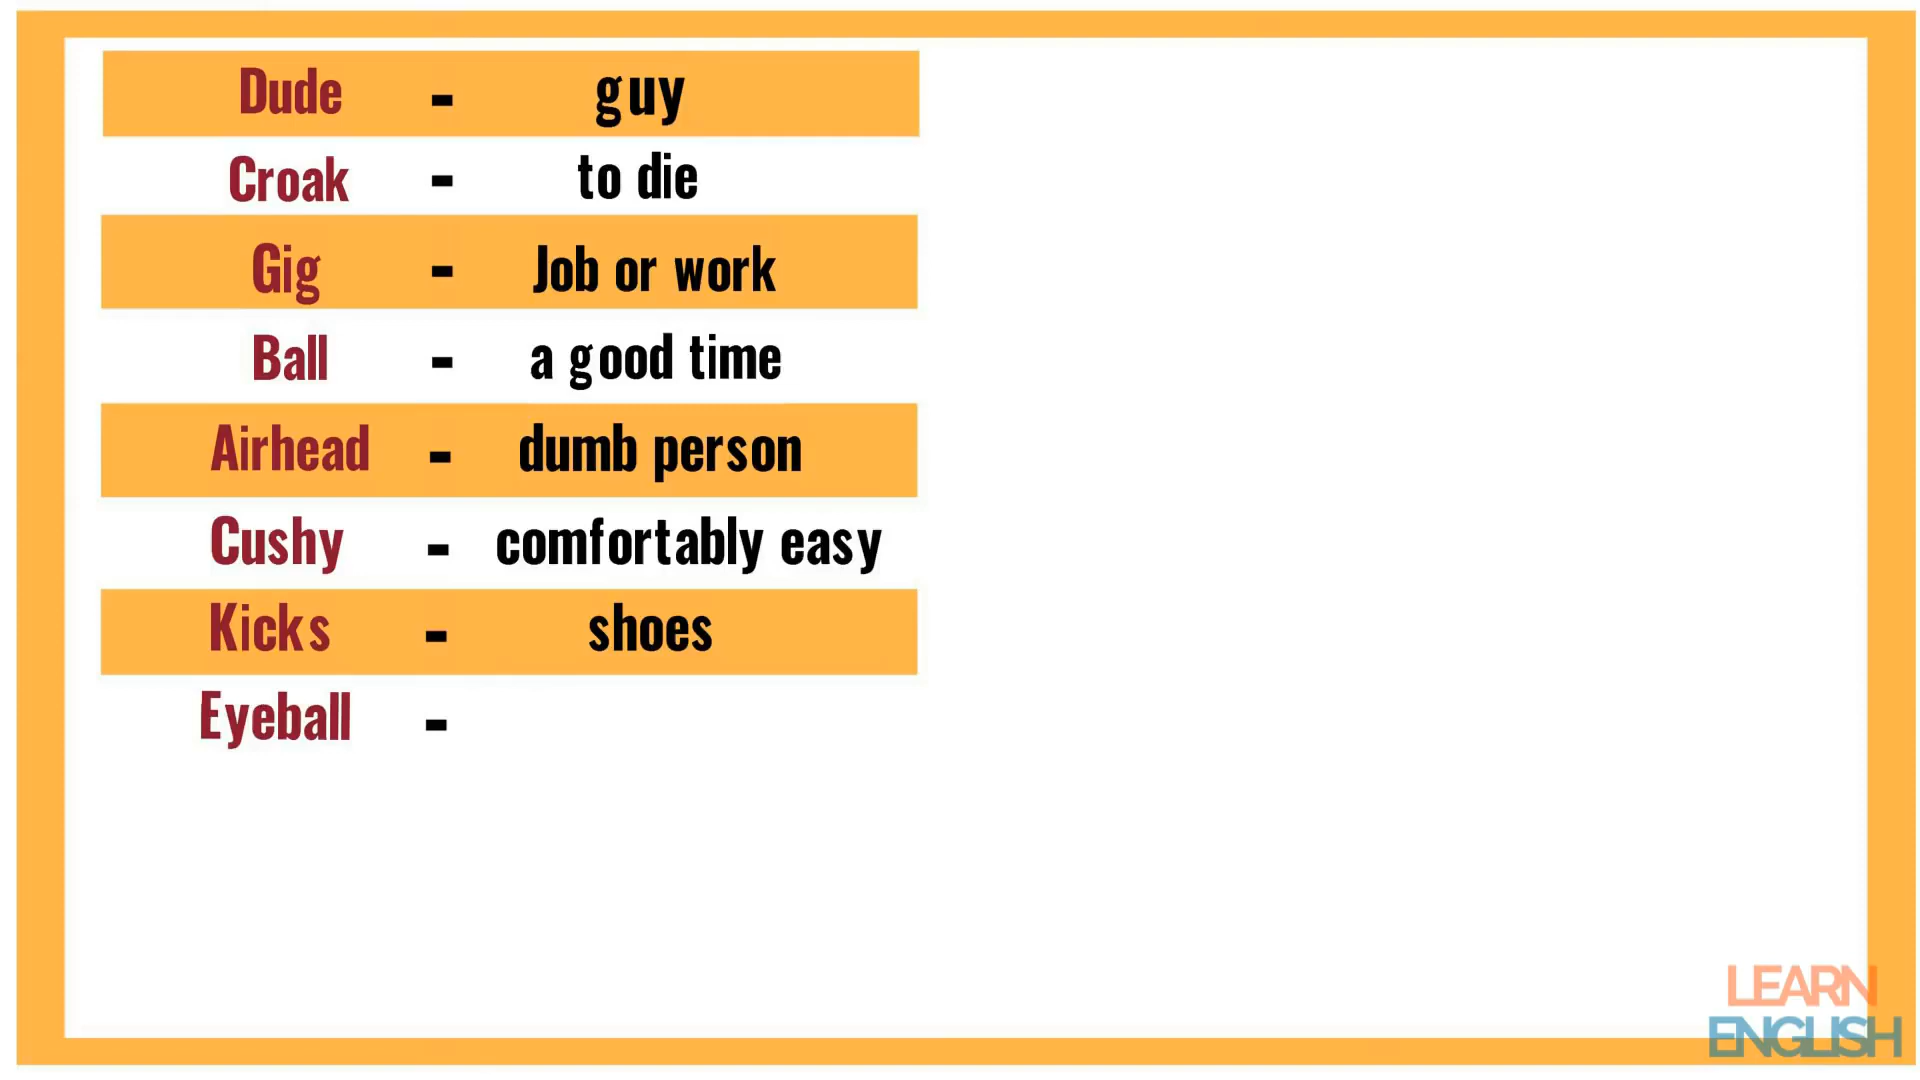 Dude - guy
Croak - to die
Gig - Job or work
Ball - a good time
Airhead - dumb person
Cushy - comfortably easy
Kicks - shoes
Eyeball -
LEARN
ENGLISH